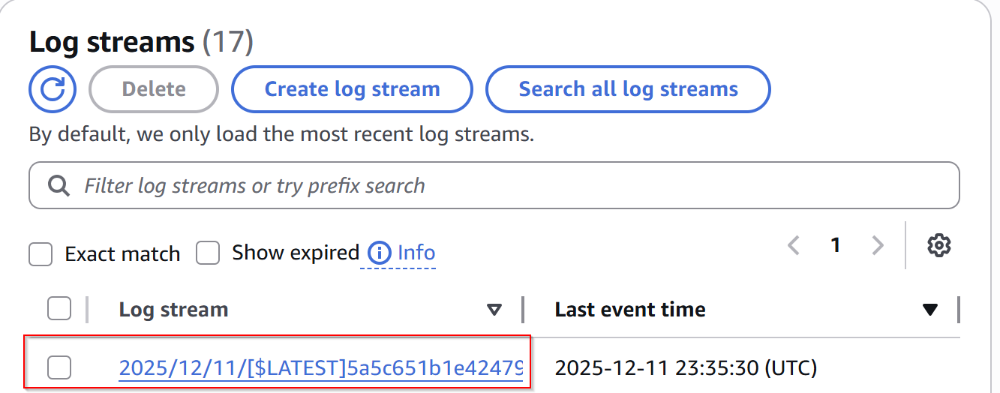 Log streams (17)
Delete Create log stream Search all log streams
By default, we only load the most recent log streams.
Filter log streams or try prefix search
Exact match Show expired Info 1
Log stream Last event time
2025/12/11/[$LATEST]5a5c651b1e42479 2025-12-11 23:35:30 (UTC)